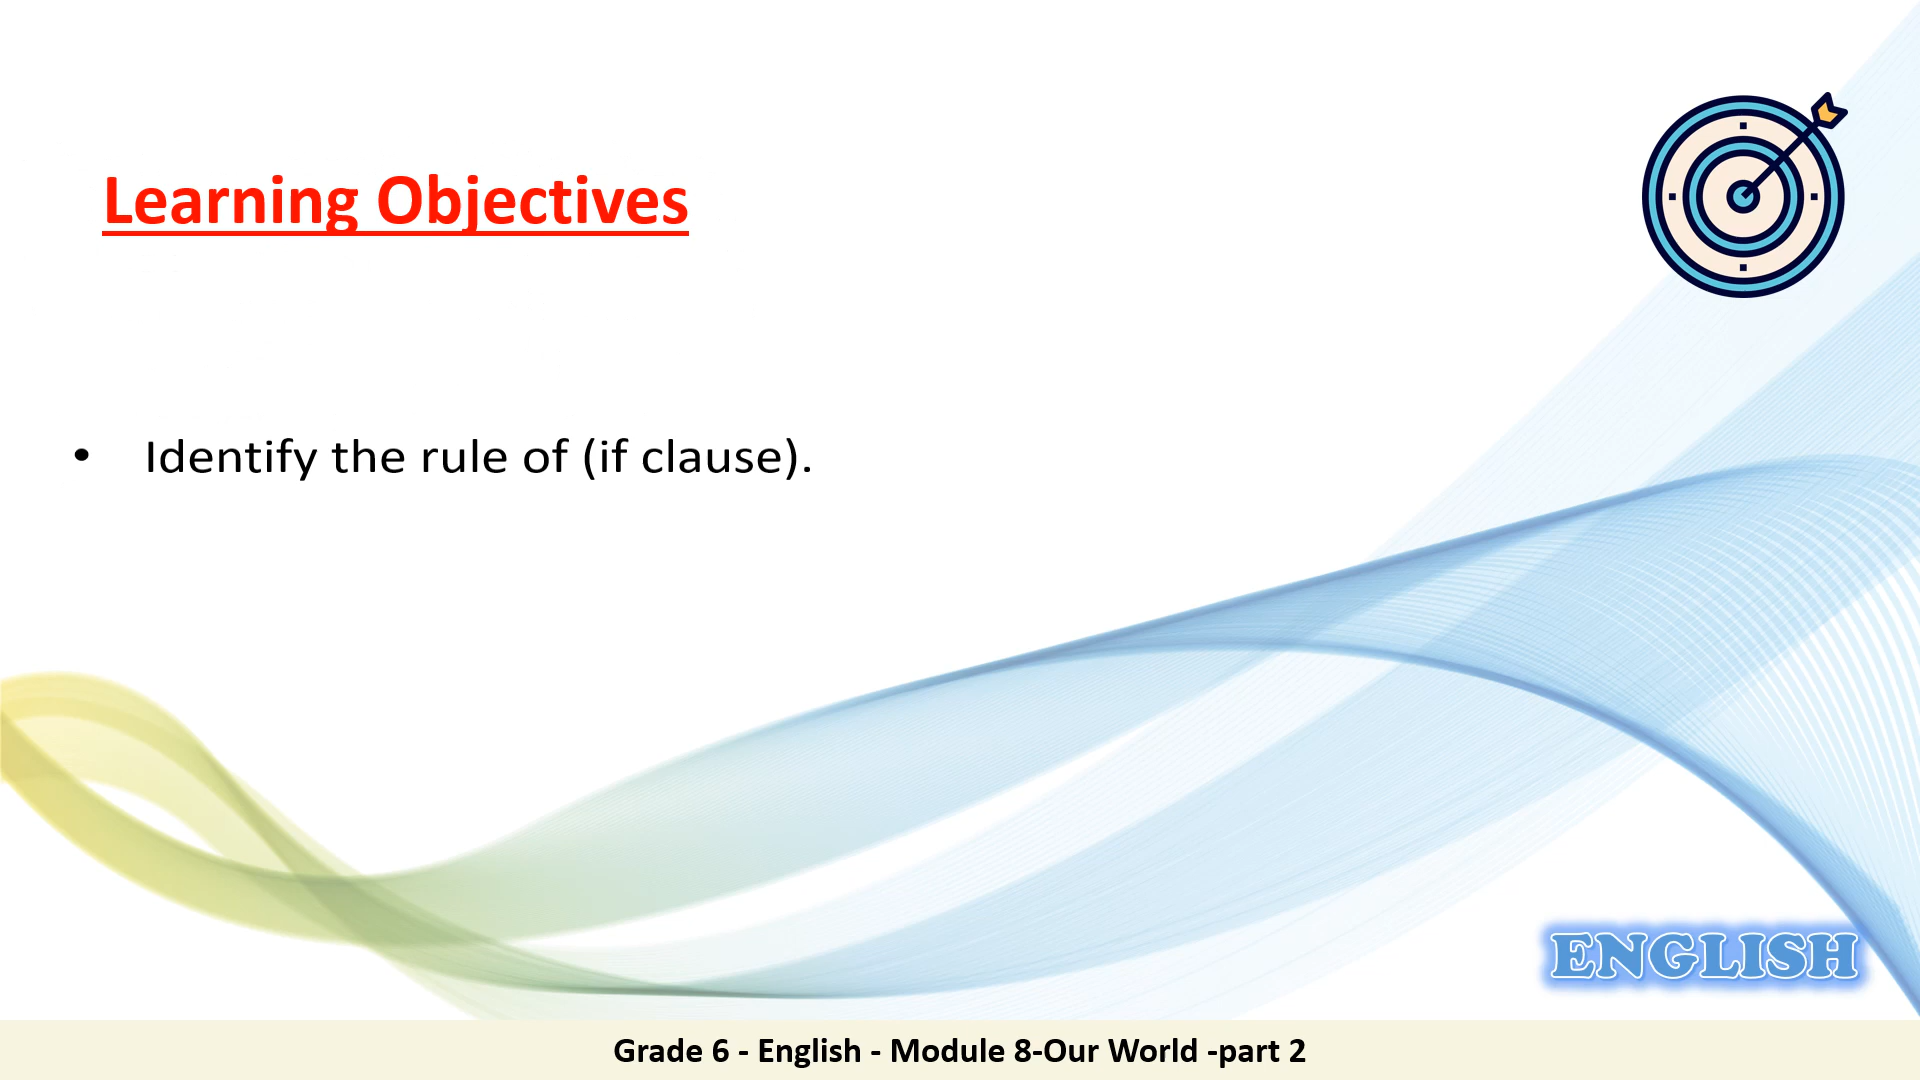 Learning Objectives
• Identify the rule of (if clause).
ENGLISH
Grade 6 - English - Module 8-Our World -part 2